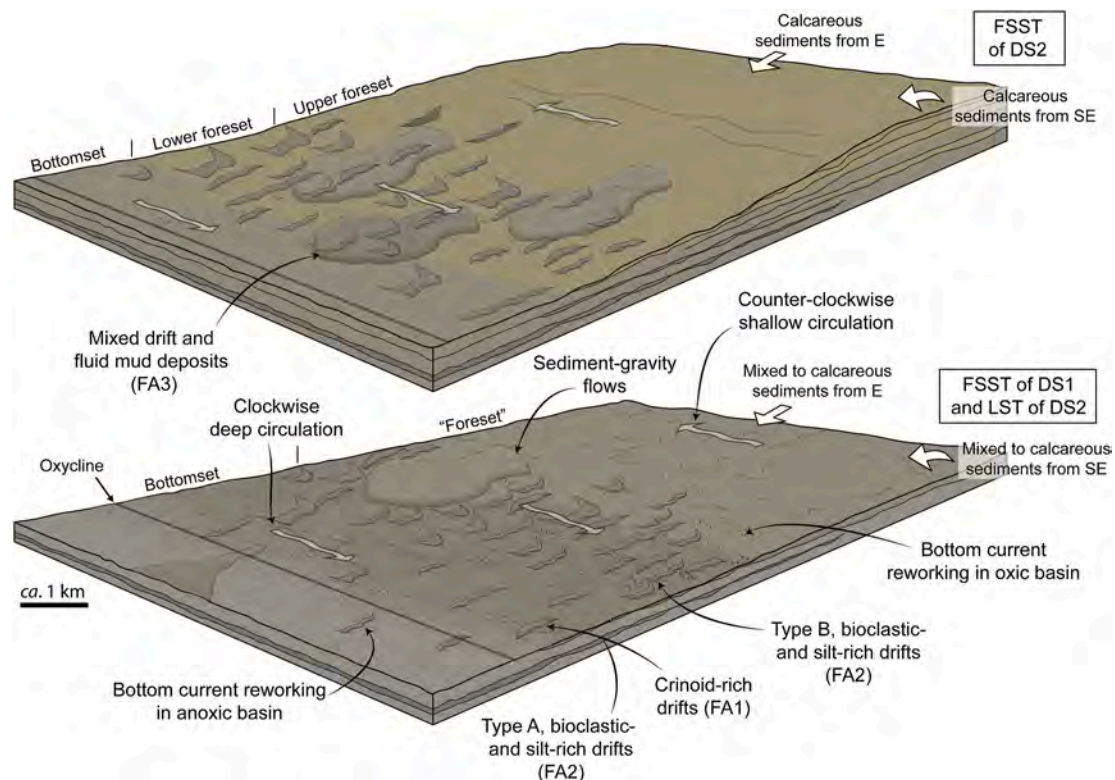 Calcareous
sediments from E
FSST
of DS2
Calcareous
sediments from SE
Upper foreset
Lower foreset
Bottomset
Mixed drift and
fluid mud deposits
(FA3)
Counter-clockwise
shallow circulation
Sediment-gravity
flows
Mixed to calcareous
sediments from E
FSST of DS1
and LST of DS2
Clockwise
deep circulation
"Foreset"
Mixed to calcareous
sediments from SE
Oxycline
Bottomset
ca. 1 km
Bottom current
reworking in oxic basin
Type B, bioclastic-
and silt-rich drifts
(FA2)
Bottom current reworking
in anoxic basin
Crinoid-rich
drifts (FA1)
Type A, bioclastic-
and silt-rich drifts
(FA2)